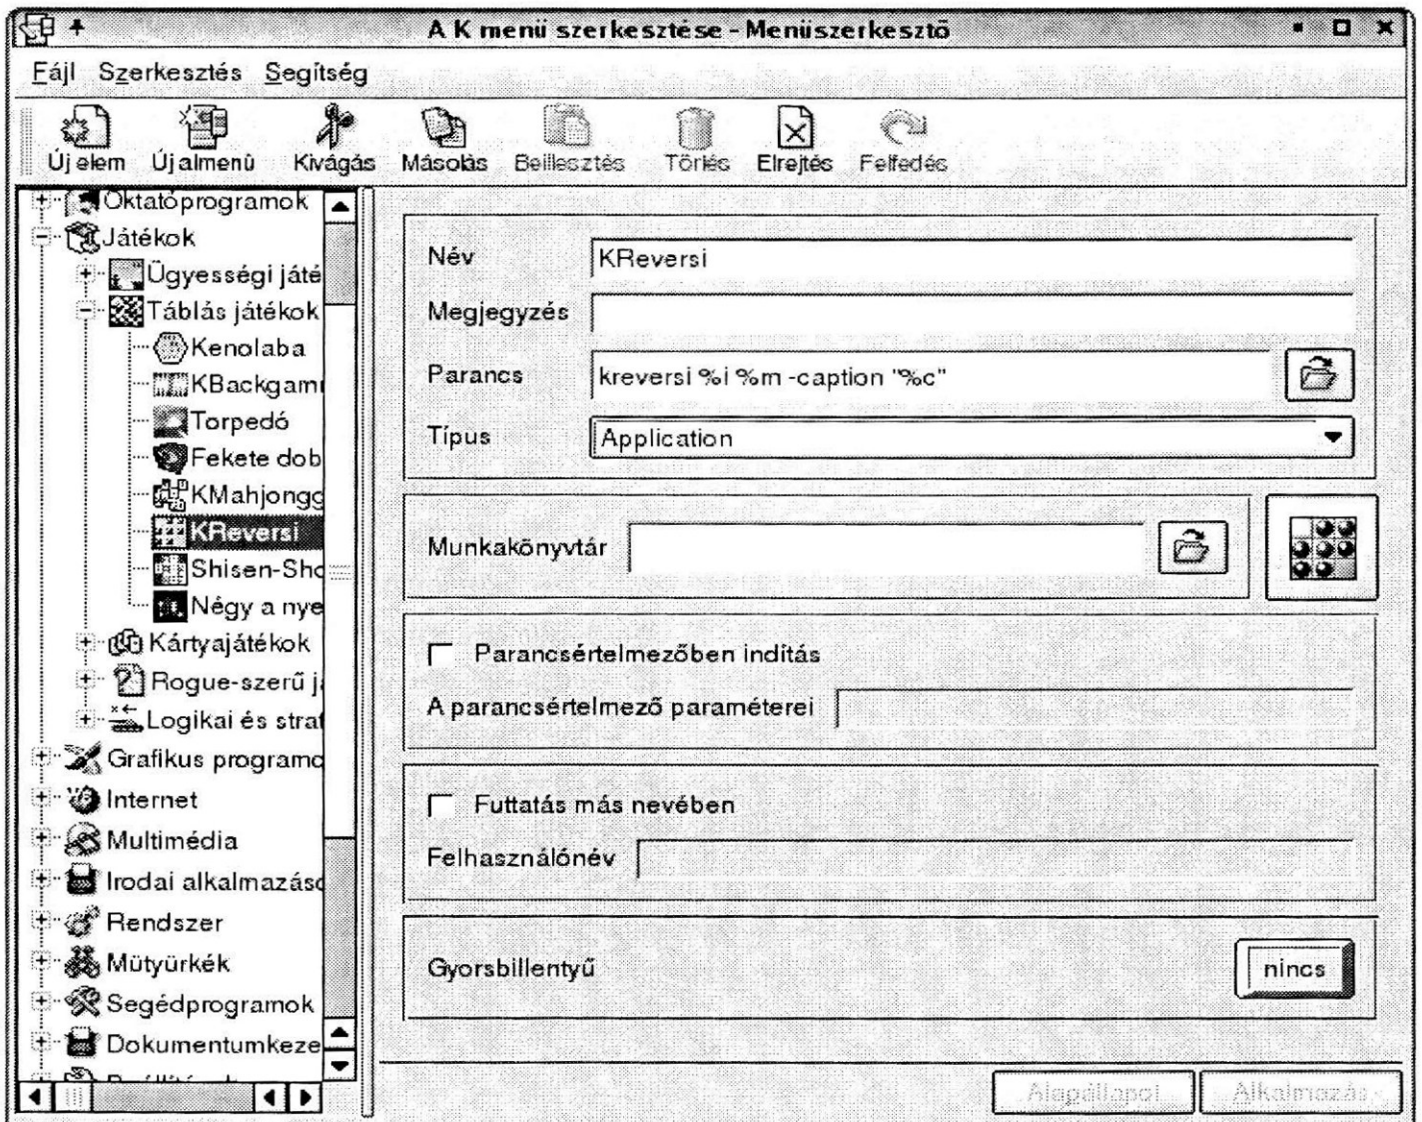 A K menü szerkesztése - Menüszerkesztő
Fájl Szerkesztés Segítség
Új elem Új almenü Kivágás Másolás Beillesztés Törlés Elrejtés Felfedés
Oktatóprogramok
Játékok
Ügyességi játé
Táblás játékok
Kenolaba
KBackgam
Torpedó
Fekete dob
KMahjongg
KReversi
Shisen-Sho
Négy a nye
Kártyajátékok
Rogue-szerű j
Logikai és strat
Grafikus programo
Internet
Multimédia
Irodai alkalmazáso
Rendszer
Mütyürkék
Segédprogramok
Dokumentumkeze
Név KReversi
Megjegyzés
Parancs kreversi %i %m -caption "%c"
Típus Application
Munkakönyvtár
Parancsértelmezőben indítás
A parancsértelmező paraméterei
Futtatás más nevében
Felhasználónév
Gyorsbillentyű nincs
Alapállapot Alkalmazás